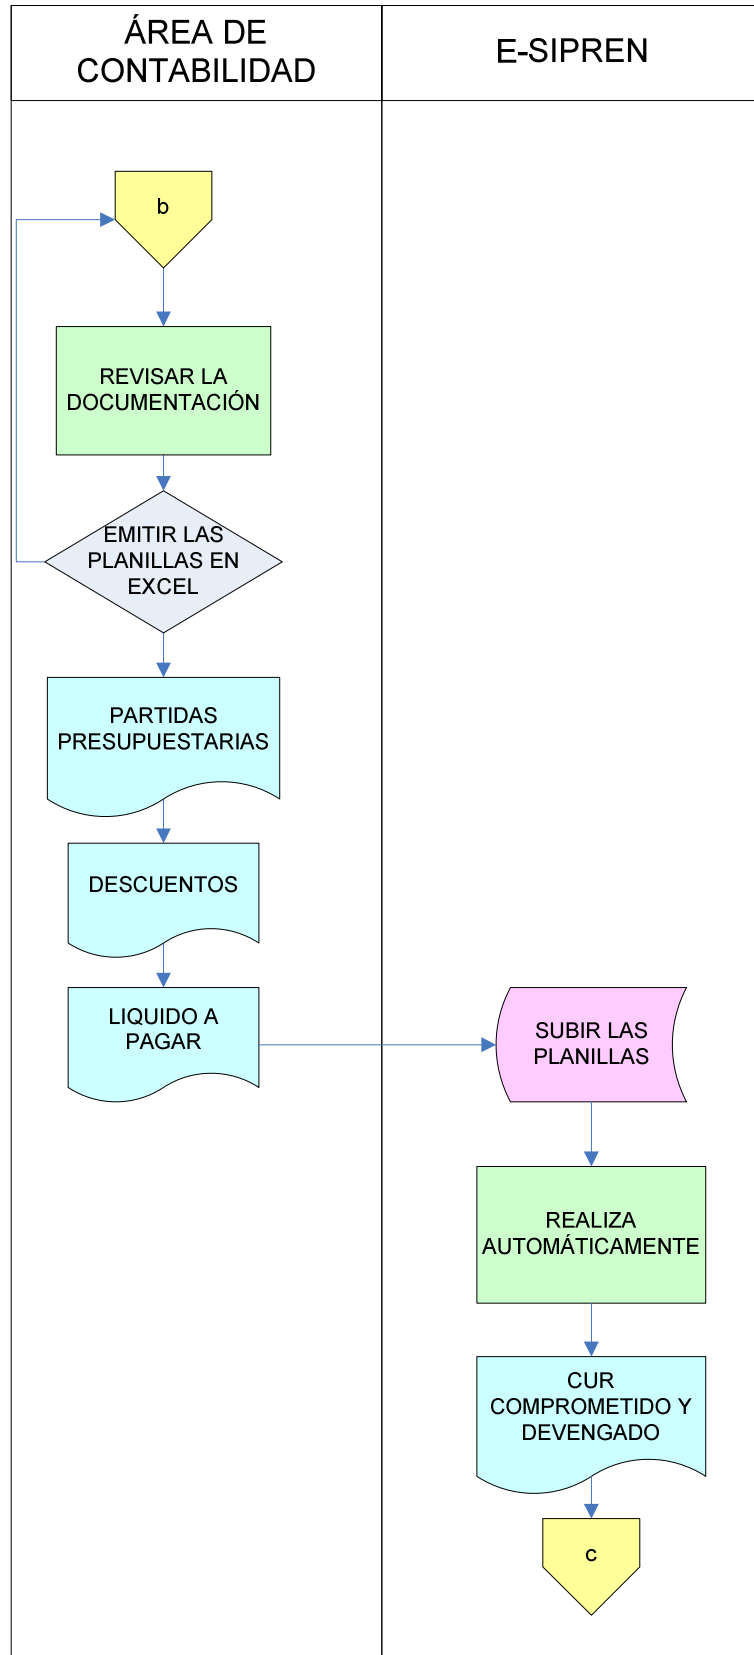 ÁREA DE
CONTABILIDAD
E-SIPREN
b
REVISAR LA
DOCUMENTACIÓN
EMITIR LAS
PLANILLAS EN
EXCEL
PARTIDAS
PRESUPUESTARIAS
DESCUENTOS
LIQUIDO A
PAGAR
SUBIR LAS
PLANILLAS
REALIZA
AUTOMÁTICAMENTE
CUR
COMPROMETIDO Y
DEVENGADO
c